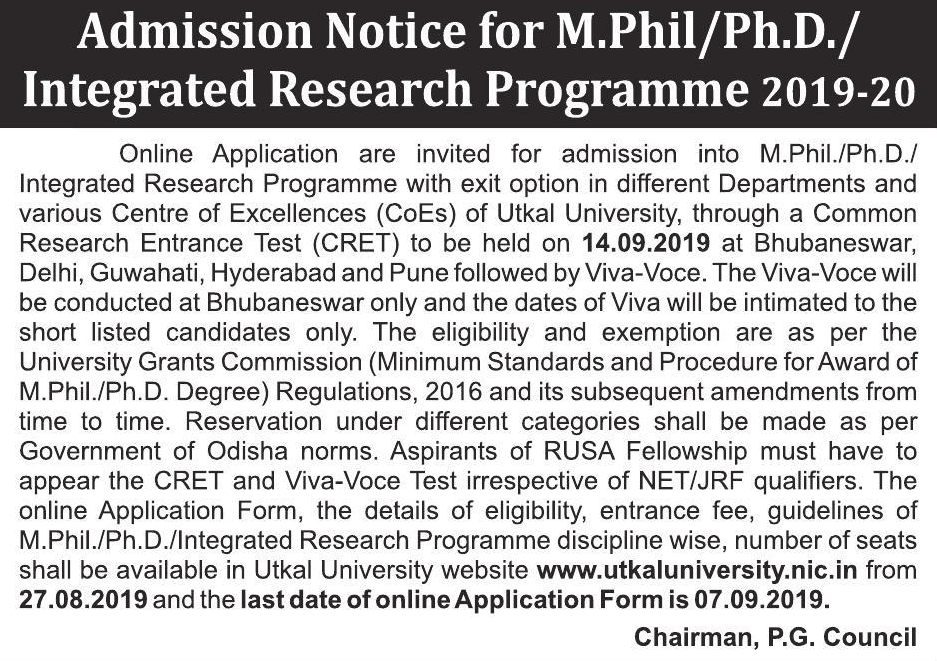 Admission Notice for M.Phil/Ph.D./
Integrated Research Programme 2019-20
Online Application are invited for admission into M.Phil./Ph.D./
Integrated Research Programme with exit option in different Departments and
various Centre of Excellences (CoEs) of Utkal University, through a Common
Research Entrance Test (CRET) to be held on 14.09.2019 at Bhubaneswar,
Delhi, Guwahati, Hyderabad and Pune followed by Viva-Voce. The Viva-Voce will
be conducted at Bhubaneswar only and the dates of Viva will be intimated to the
short listed candidates only. The eligibility and exemption are as per the
University Grants Commission (Minimum Standards and Procedure for Award of
M.Phil./Ph.D. Degree) Regulations, 2016 and its subsequent amendments from
time to time. Reservation under different categories shall be made as per
Government of Odisha norms. Aspirants of RUSA Fellowship must have to
appear the CRET and Viva-Voce Test irrespective of NET/JRF qualifiers. The
online Application Form, the details of eligibility, entrance fee, guidelines of
M.Phil./Ph.D./Integrated Research Programme discipline wise, number of seats
shall be available in Utkal University website www.utkaluniversity.nic.in from
27.08.2019 and the last date of online Application Form is 07.09.2019.
Chairman, P.G. Council